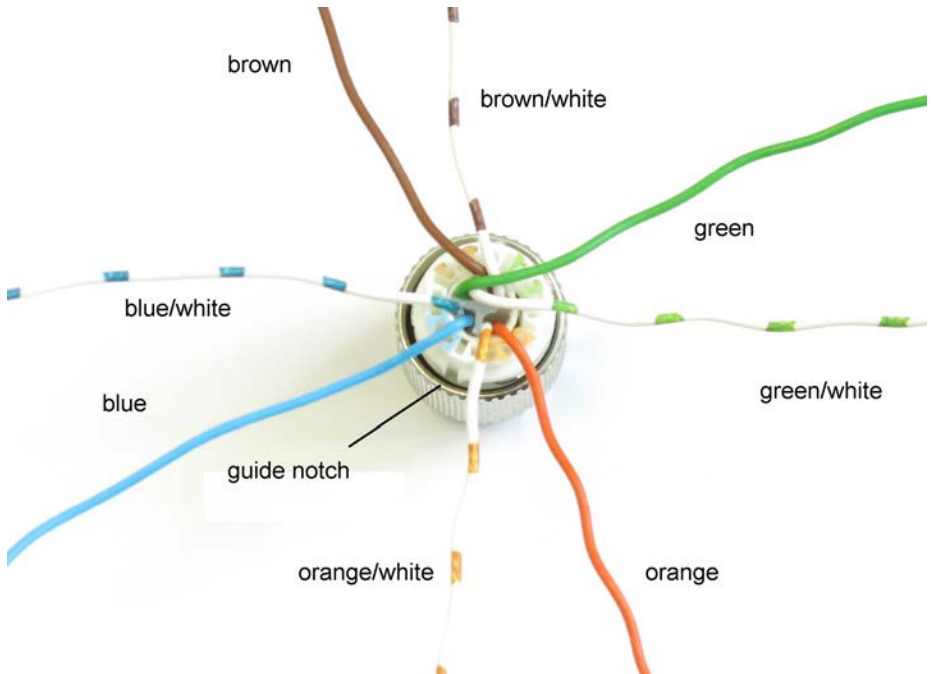 brown
brown/white
green
blue/white
blue
green/white
guide notch
orange/white
orange